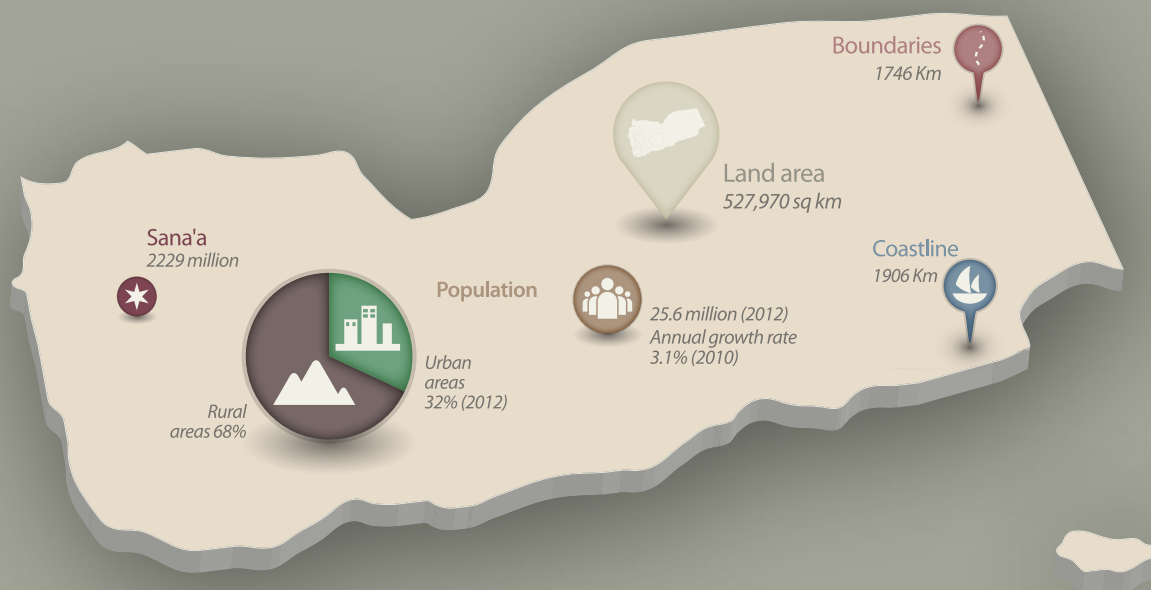 Boundaries
1746 Km
Land area
527,970 sq km
Sana'a
2229 million
Coastline
1906 Km
Population
25.6 million (2012)
Annual growth rate
3.1% (2010)
Urban
areas
32% (2012)
Rural
areas 68%